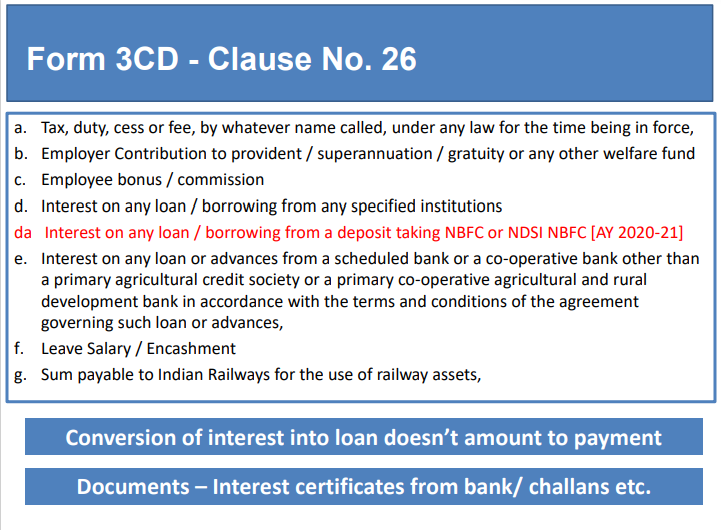 Form 3CD - Clause No. 26
a. Tax, duty, cess or fee, by whatever name called, under any law for the time being in force,
b. Employer Contribution to provident / superannuation / gratuity or any other welfare fund
c. Employee bonus / commission
d. Interest on any loan / borrowing from any specified institutions
da Interest on any loan / borrowing from a deposit taking NBFC or NDSI NBFC [AY 2020-21]
e. Interest on any loan or advances from a scheduled bank or a co-operative bank other than
a primary agricultural credit society or a primary co-operative agricultural and rural
development bank in accordance with the terms and conditions of the agreement
governing such loan or advances,
f. Leave Salary / Encashment
g. Sum payable to Indian Railways for the use of railway assets,
Conversion of interest into loan doesn’t amount to payment
Documents – Interest certificates from bank/ challans etc.